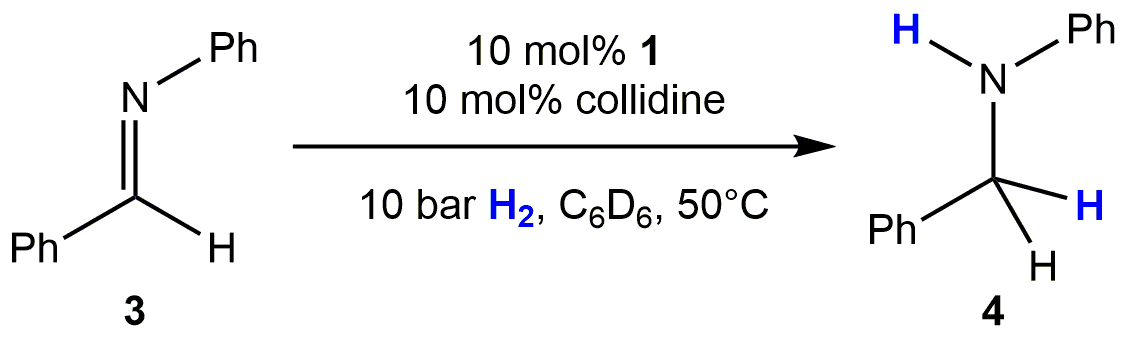 Ph
N
Ph
H
3
10 mol% 1
10 mol% collidine
10 bar H₂, C₆D₆, 50°C
H
Ph
N
Ph
H
H
4